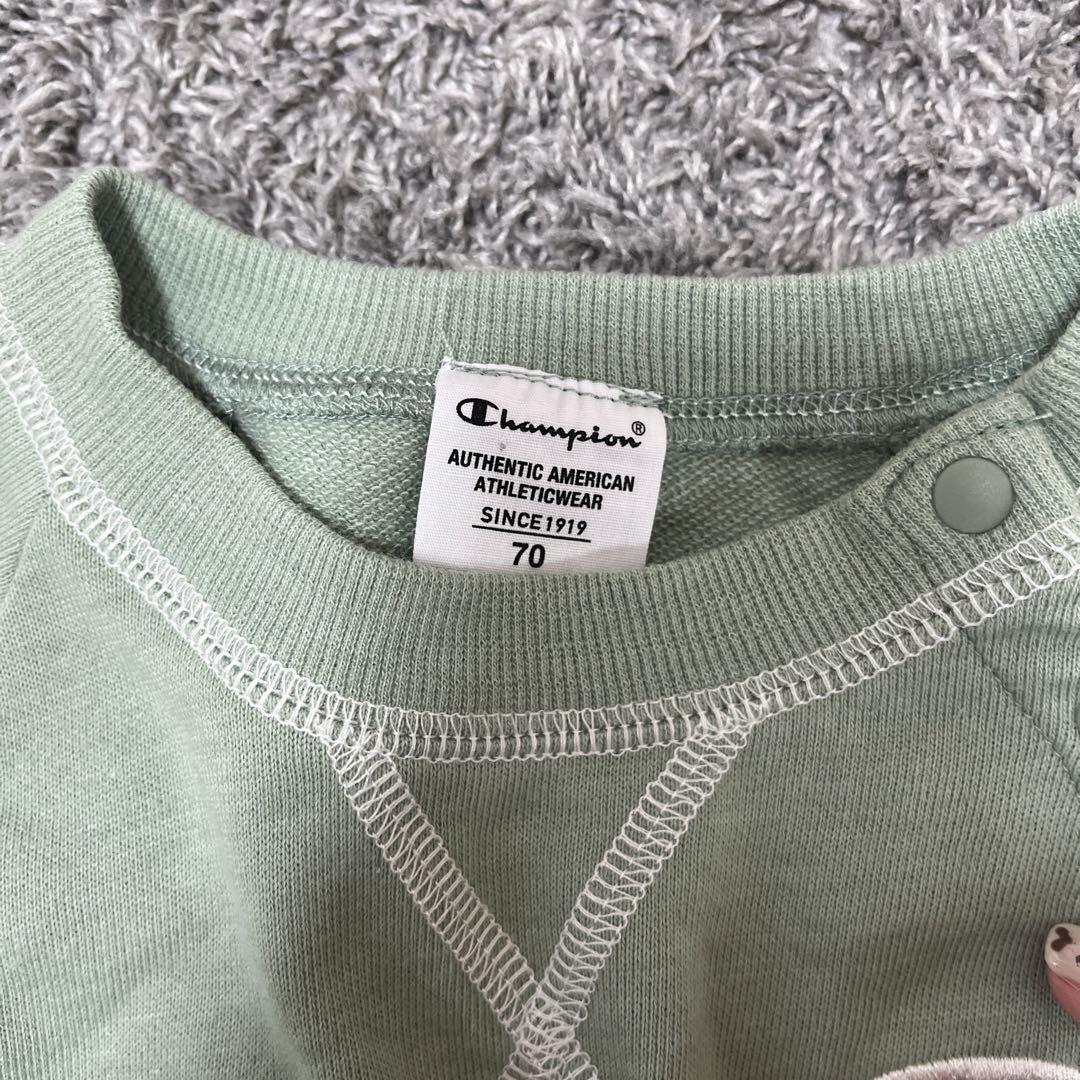 Champion®
AUTHENTIC AMERICAN
ATHLETICWEAR
SINCE 1919
70